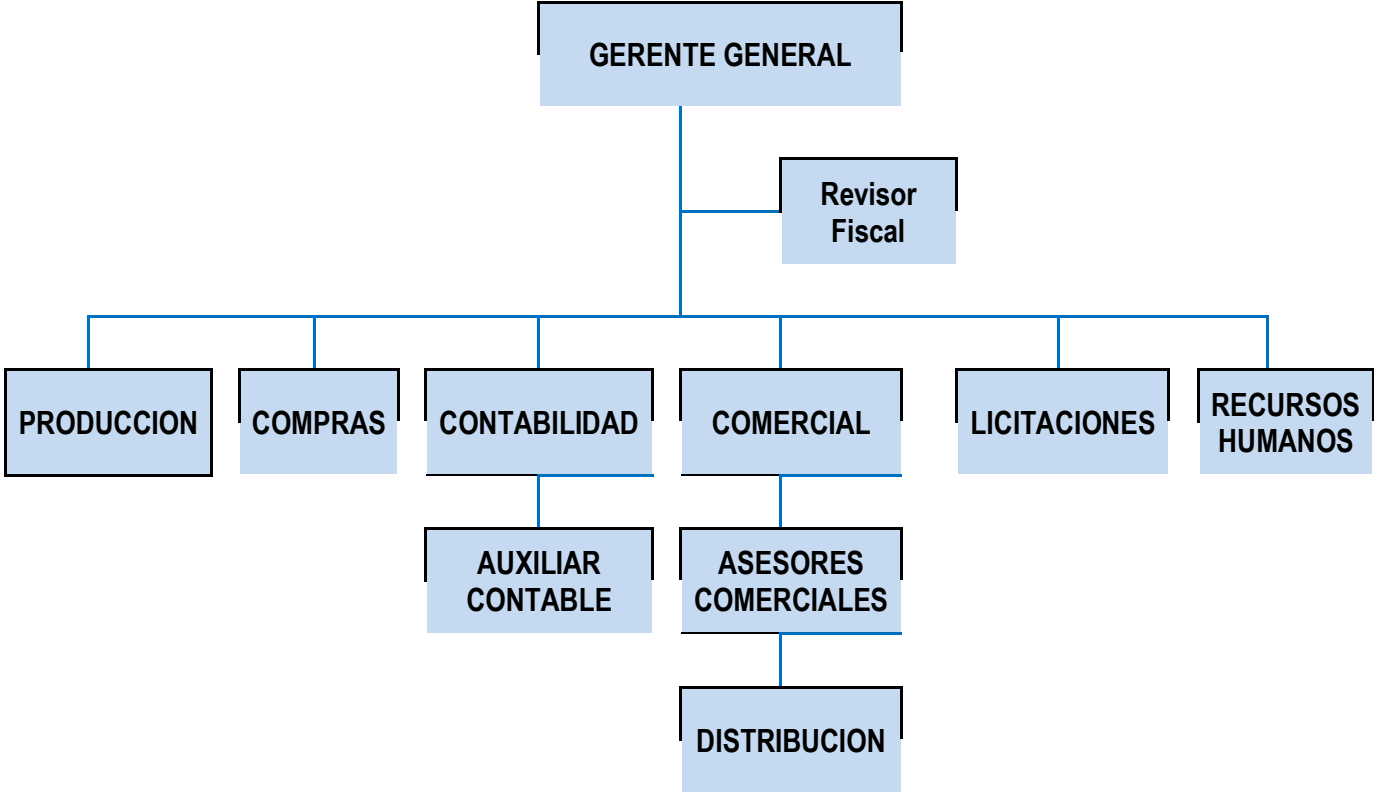 GERENTE GENERAL
Revisor
Fiscal
PRODUCCION
COMPRAS
CONTABILIDAD
COMERCIAL
LICITACIONES
RECURSOS
HUMANOS
AUXILIAR
CONTABLE
ASESORES
COMERCIALES
DISTRIBUCION